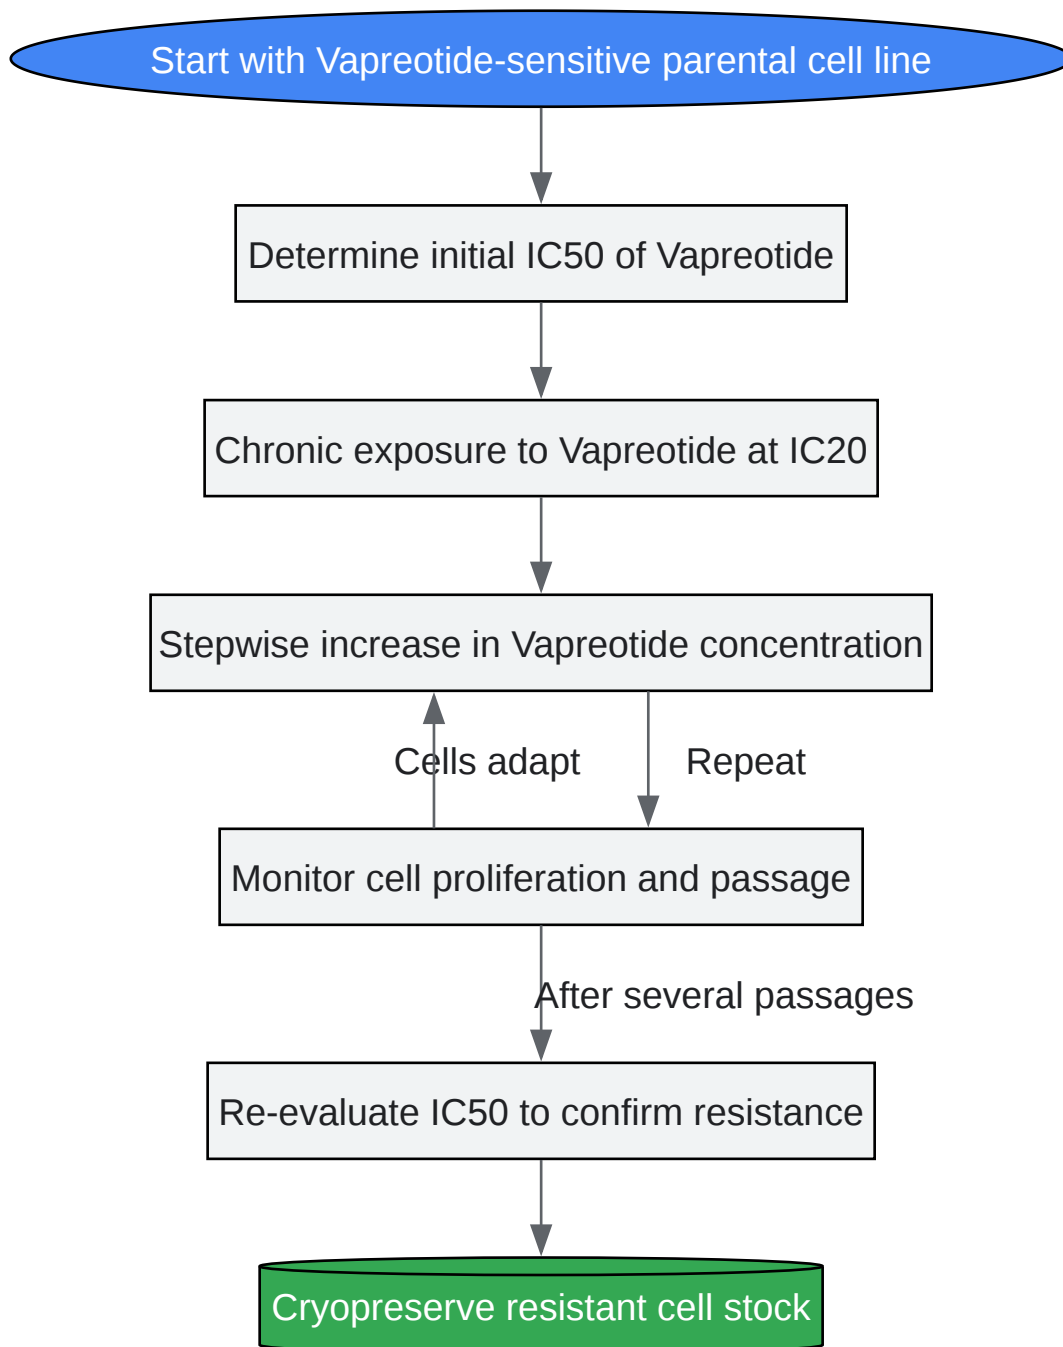 Start with Vapreotide-sensitive parental cell line
Determine initial IC50 of Vapreotide
Chronic exposure to Vapreotide at IC20
Stepwise increase in Vapreotide concentration
Cells adapt
Repeat
Monitor cell proliferation and passage
After several passages
Re-evaluate IC50 to confirm resistance
Cryopreserve resistant cell stock